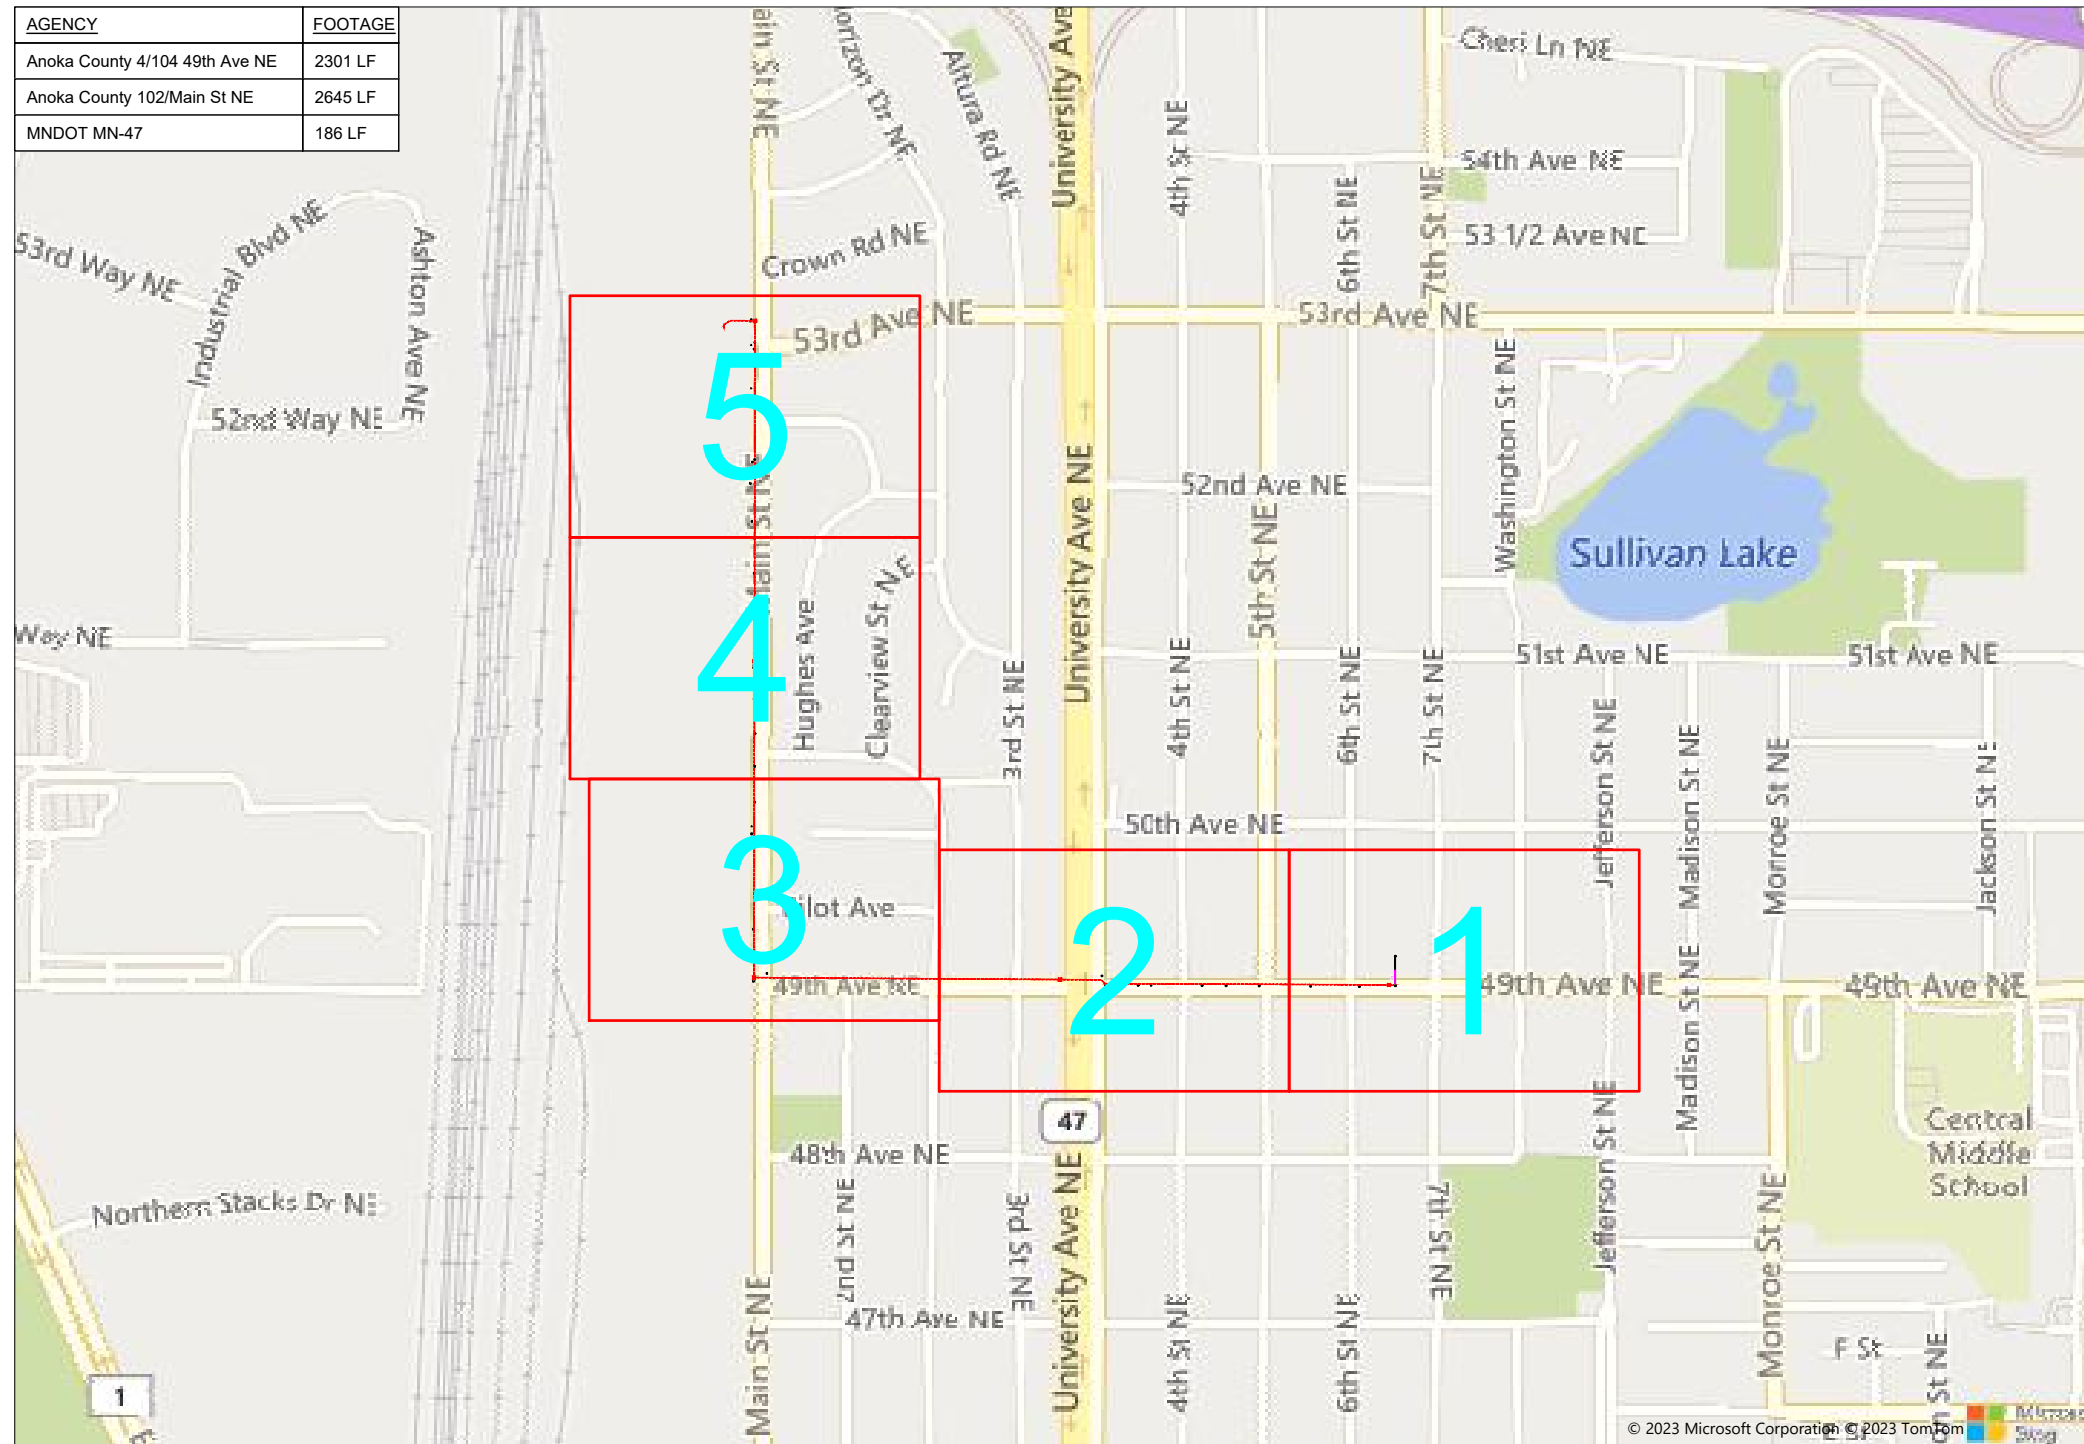 AGENCY FOOTAGE
Anoka County 4/104 49th Ave NE 2301 LF
Anoka County 102/Main St NE 2645 LF
MNDOT MN-47 186 LF
Main St NE
Horizon Dr NE
Altura Rd NE
University Ave
4th St NE
Cheri Ln NE
54th Ave NE
53 1/2 Ave NE
6th St NE
7th St NE
53rd Way NE
Industrial Blvd NE
Ashton Ave NE
Crown Rd NE
53rd Ave NE
53rd Ave NE
52nd Way NE
5
Main St NE
52nd Ave NE
Washington St NE
University Ave NE
5th St NE
Sullivan Lake
Way NE
4
Main St NE
Hughes Ave
Clearview St NE
3rd St NE
4th St NE
6th St NE
7th St NE
51st Ave NE
51st Ave NE
Jefferson St NE
Madison St NE
Monroe St NE
Jackson St NE
50th Ave NE
3
Pilot Ave
2
1
49th Ave NE
49th Ave NE
49th Ave NE
Madison St NE
47
48th Ave NE
Central
Middle
School
Northern Stacks Dr NE
2nd St NE
3rd St NE
University Ave NE
7th St NE
Jefferson St NE
Monroe St NE
47th Ave NE
Main St NE
4th St NE
6th St NE
F St
on St NE
1
© 2023 Microsoft Corporation © 2023 TomTom
Bing